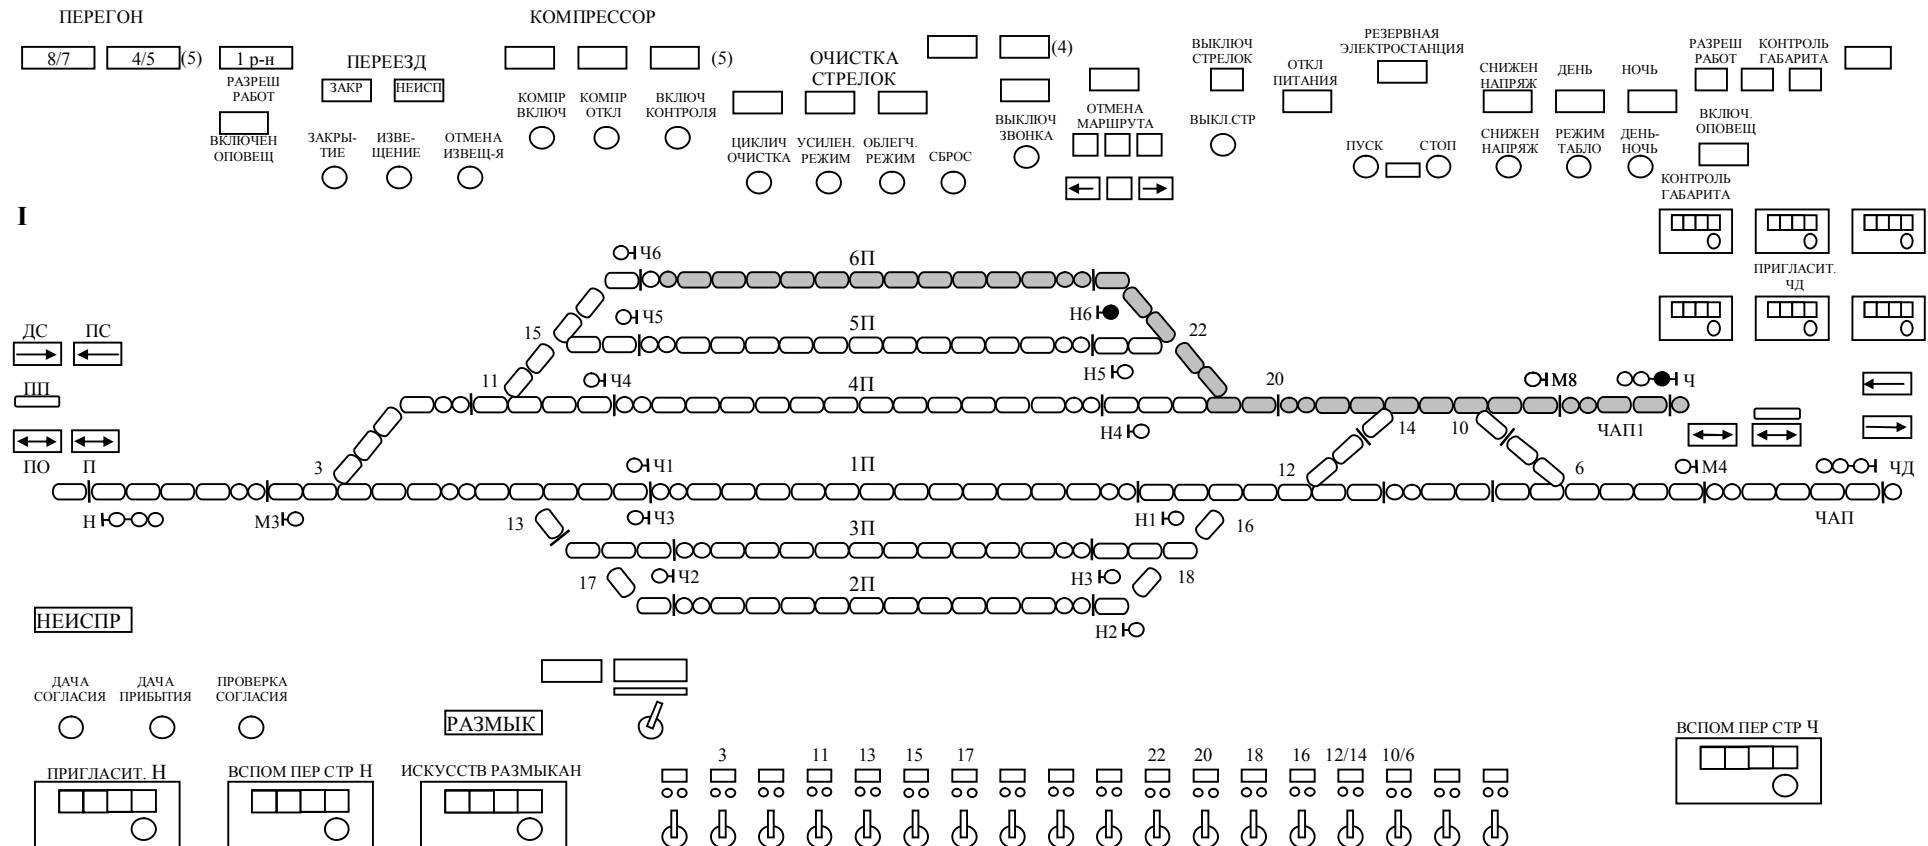 ПЕРЕГОН
КОМПРЕССОР
8/7
4/5
(5)
1 р-н
РАЗРЕШ
РАБОТ
ВКЛЮЧЕН
ОПОВЕЩ
ПЕРЕЕЗД
ЗАКР
НЕИСП
ЗАКРЫ-
ТИЕ
ИЗВЕ-
ЩЕНИЕ
ОТМЕНА
ИЗВЕЩ-Я
(5)
КОМПР
ВКЛЮЧ
КОМПР
ОТКЛ
ВКЛЮЧ
КОНТРОЛЯ
ОЧИСТКА
СТРЕЛОК
ЦИКЛИЧ
ОЧИСТКА
УСИЛЕН.
РЕЖИМ
ОБЛЕГЧ.
РЕЖИМ
СБРОС
(4)
ВЫКЛЮЧ
ЗВОНКА
ОТМЕНА
МАРШРУТА
ВЫКЛЮЧ
СТРЕЛОК
ВЫКЛ.СТР
ОТКЛ
ПИТАНИЯ
РЕЗЕРВНАЯ
ЭЛЕКТРОСТАНЦИЯ
ПУСК
СТОП
СНИЖЕН
НАПРЯЖ
ДЕНЬ
НОЧЬ
СНИЖЕН
НАПРЯЖ
РЕЖИМ
ТАБЛО
ДЕНЬ-
НОЧЬ
РАЗРЕШ
РАБОТ
КОНТРОЛЬ
ГАБАРИТА
ВКЛЮЧ.
ОПОВЕЩ
КОНТРОЛЬ
ГАБАРИТА
I
ПРИГЛАСИТ.
ЧД
Ч6
6П
Н6
15
Ч5
5П
22
Н5
ДС
ПС
ПП
ПО
П
11
Ч4
4П
20
М8
Ч
Н4
14
10
ЧАП1
3
Ч1
1П
12
6
М4
ЧД
Н
М3
13
Ч3
3П
Н1
16
ЧАП
17
Ч2
2П
Н3
18
Н2
НЕИСПР
ДАЧА
СОГЛАСИЯ
ДАЧА
ПРИБЫТИЯ
ПРОВЕРКА
СОГЛАСИЯ
РАЗМЫК
ВСПОМ ПЕР СТР Ч
ПРИГЛАСИТ. Н
ВСПОМ ПЕР СТР Н
ИСКУССТВ РАЗМЫКАН
3
11
13
15
17
22
20
18
16
12/14
10/6